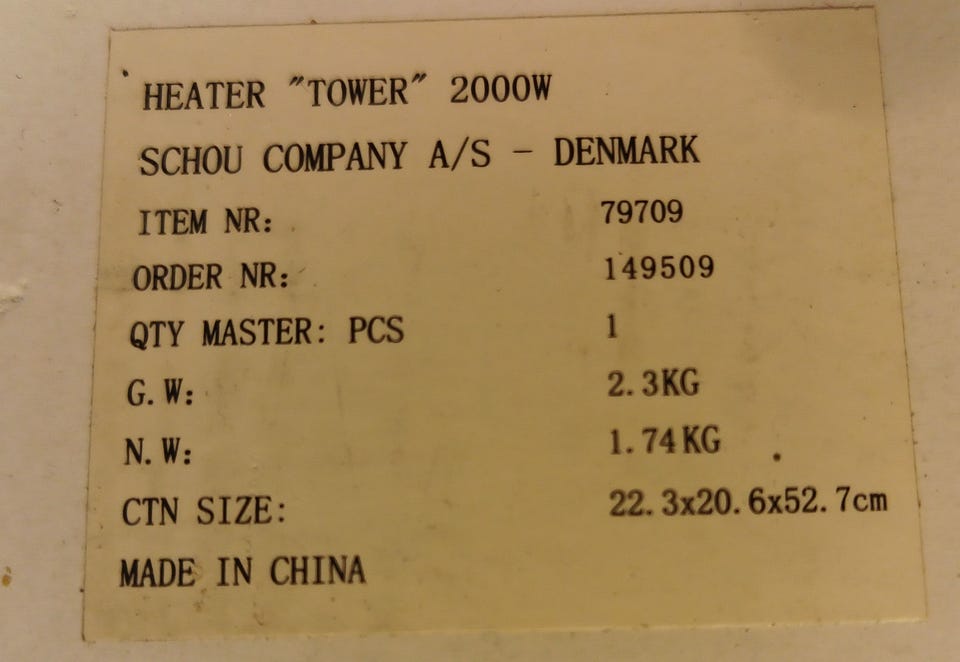 HEATER "TOWER" 2000W
SCHOU COMPANY A/S - DENMARK
ITEM NR: 79709
ORDER NR: 149509
QTY MASTER: PCS 1
G.W: 2.3KG
N.W: 1.74KG
CTN SIZE: 22.3x20.6x52.7cm
MADE IN CHINA